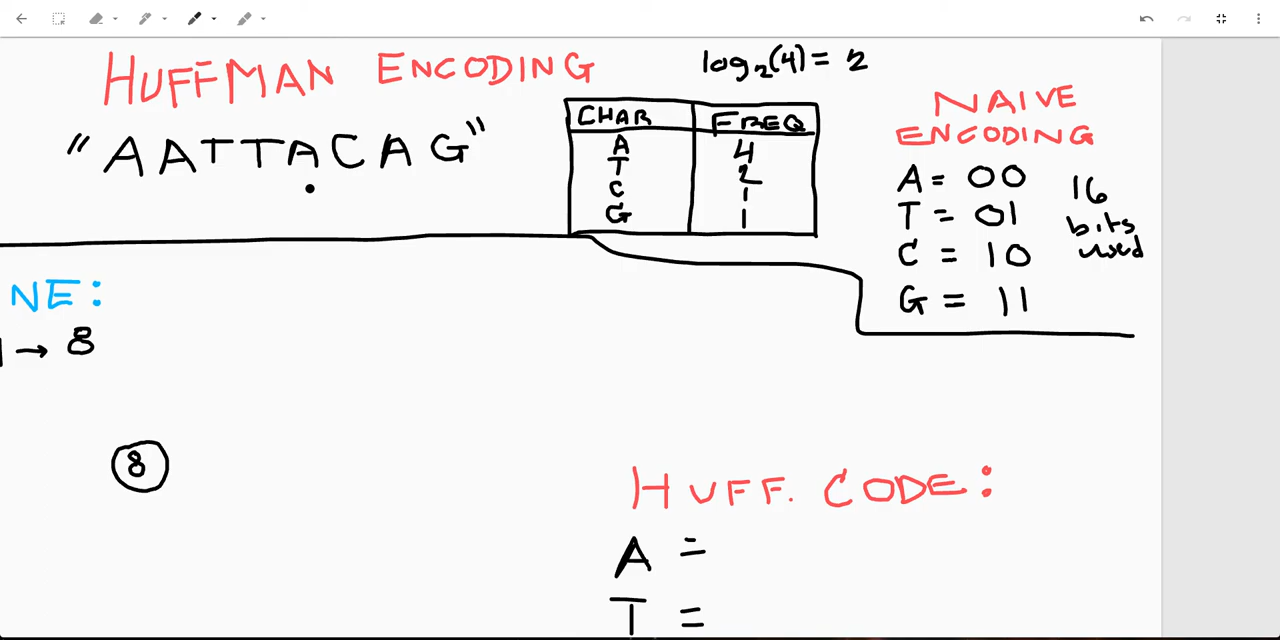 HUFFMAN ENCODING
log₂(4) = 2
"AATTACAG"
CHAR FREQ
A 4
T 2
C 1
G 1
NAIVE
ENCODING
A = 00
T = 01
C = 10
G = 11
16
bits
used
NE:
→ 8
8
HUFF. CODE:
A =
T =